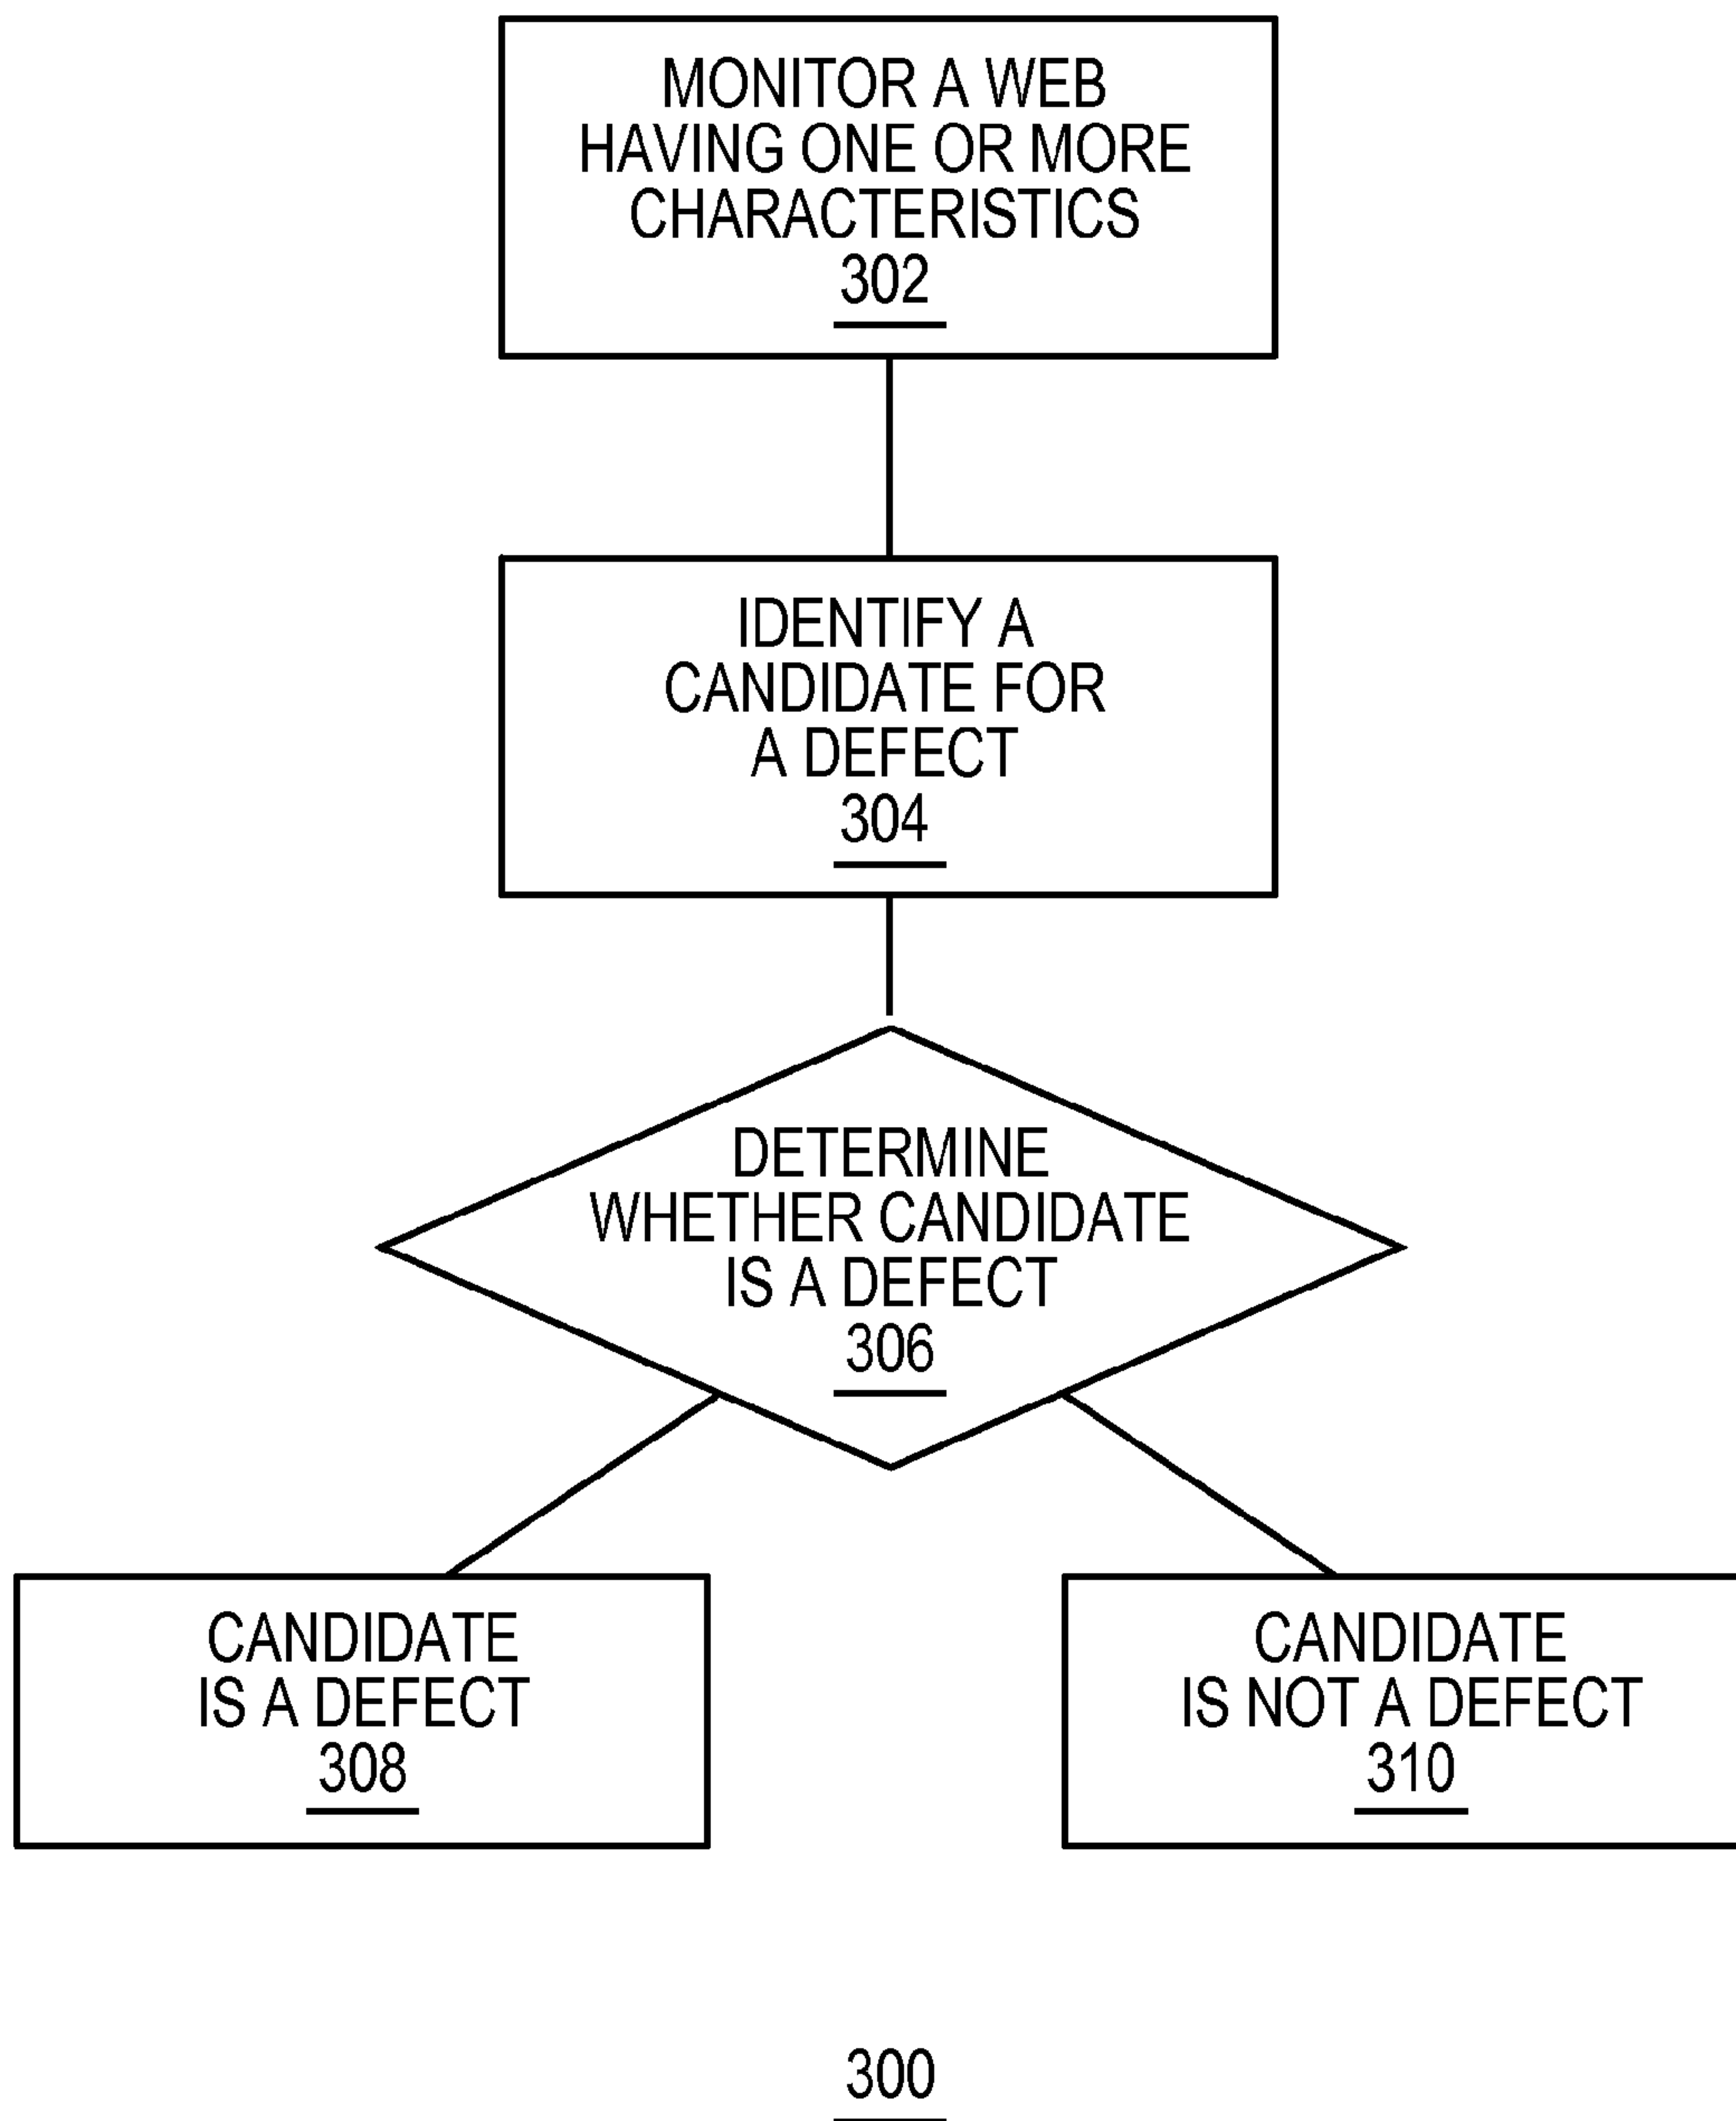 MONITOR A WEB
HAVING ONE OR MORE
CHARACTERISTICS
302
IDENTIFY A
CANDIDATE FOR
A DEFECT
304
DETERMINE
WHETHER CANDIDATE
IS A DEFECT
306
CANDIDATE
IS A DEFECT
308
CANDIDATE
IS NOT A DEFECT
310
300